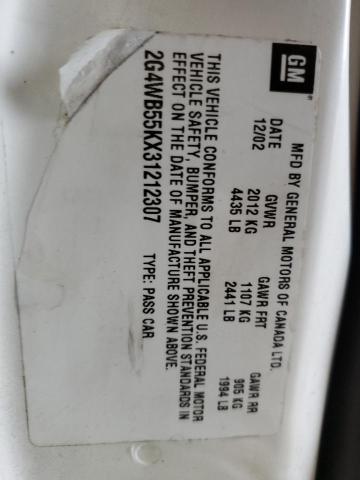 GM
MFD BY GENERAL MOTORS OF CANADA LTD.
DATE GVWR GAWR FRT GAWR RR
12/02 2012 KG 1107 KG 905 KG
4435 LB 2441 LB 1994 LB
THIS VEHICLE CONFORMS TO ALL APPLICABLE U.S. FEDERAL MOTOR
VEHICLE SAFETY, BUMPER, AND THEFT PREVENTION STANDARDS IN
EFFECT ON THE DATE OF MANUFACTURE SHOWN ABOVE.
2G4WB55KX31212307 TYPE: PASS CAR